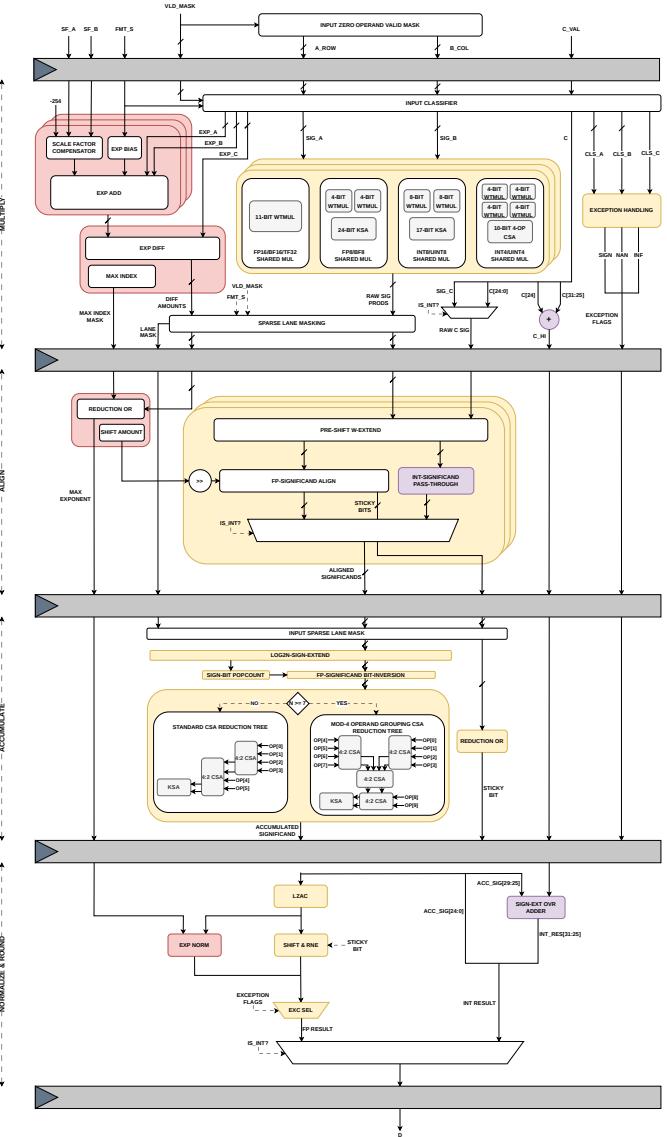 VLD_MASK
SF_A
SF_B
FMT_S
INPUT ZERO OPERAND VALID MASK
C_VAL
A_ROW
B_COL
-254
INPUT CLASSIFIER
EXP_A
EXP_B
EXP_C
SIG_A
SIG_B
C
CLS_A
CLS_B
CLS_C
SCALE FACTOR
COMPENSATOR
EXP BIAS
EXP ADD
MULTIPLY
11-BIT WTMUL
FP16/BF16/TF32
SHARED MUL
4-BIT
WTMUL
4-BIT
WTMUL
24-BIT KSA
FP8/BF8
SHARED MUL
8-BIT
WTMUL
8-BIT
WTMUL
17-BIT KSA
INT8/UINT8
SHARED MUL
4-BIT
WTMUL
4-BIT
WTMUL
4-BIT
WTMUL
4-BIT
WTMUL
10-BIT 4-OP
CSA
INT4/UINT4
SHARED MUL
EXCEPTION HANDLING
SIGN
NAN
INF
EXP DIFF
MAX INDEX
MAX INDEX
MASK
DIFF
AMOUNTS
VLD_MASK
FMT_S
RAW SIG
PRODS
SPARSE LANE MASKING
LANE
MASK
SIG_C
C[24:0]
IS_INT?
RAW C SIG
C[24]
C[31:25]
+
C_HI
EXCEPTION
FLAGS
ALIGN
REDUCTION OR
SHIFT AMOUNT
MAX
EXPONENT
PRE-SHIFT W-EXTEND
>>
FP-SIGNIFICAND ALIGN
INT-SIGNIFICAND
PASS-THROUGH
STICKY
BITS
IS_INT?
ALIGNED
SIGNIFICANDS
ACCUMULATE
INPUT SPARSE LANE MASK
LOG2N-SIGN-EXTEND
SIGN-BIT POPCOUNT
FP-SIGNIFICAND BIT-INVERSION
NO
N >= 7
YES
STANDARD CSA REDUCTION TREE
4:2 CSA
4:2 CSA
KSA
OP[0]
OP[1]
OP[2]
OP[3]
OP[4]
OP[5]
MOD-4 OPERAND GROUPING CSA
REDUCTION TREE
OP[4]
OP[5]
OP[6]
OP[7]
4:2 CSA
4:2 CSA
OP[0]
OP[1]
OP[2]
OP[3]
4:2 CSA
KSA
4:2 CSA
OP[8]
OP[9]
REDUCTION OR
STICKY
BIT
ACCUMULATED
SIGNIFICAND
NORMALIZE & ROUND
LZAC
ACC_SIG[29:25]
ACC_SIG[24:0]
SIGN-EXT OVR
ADDER
INT_RES[31:25]
EXP NORM
SHIFT & RNE
STICKY
BIT
EXCEPTION
FLAGS
EXC SEL
FP RESULT
INT RESULT
IS_INT?
D